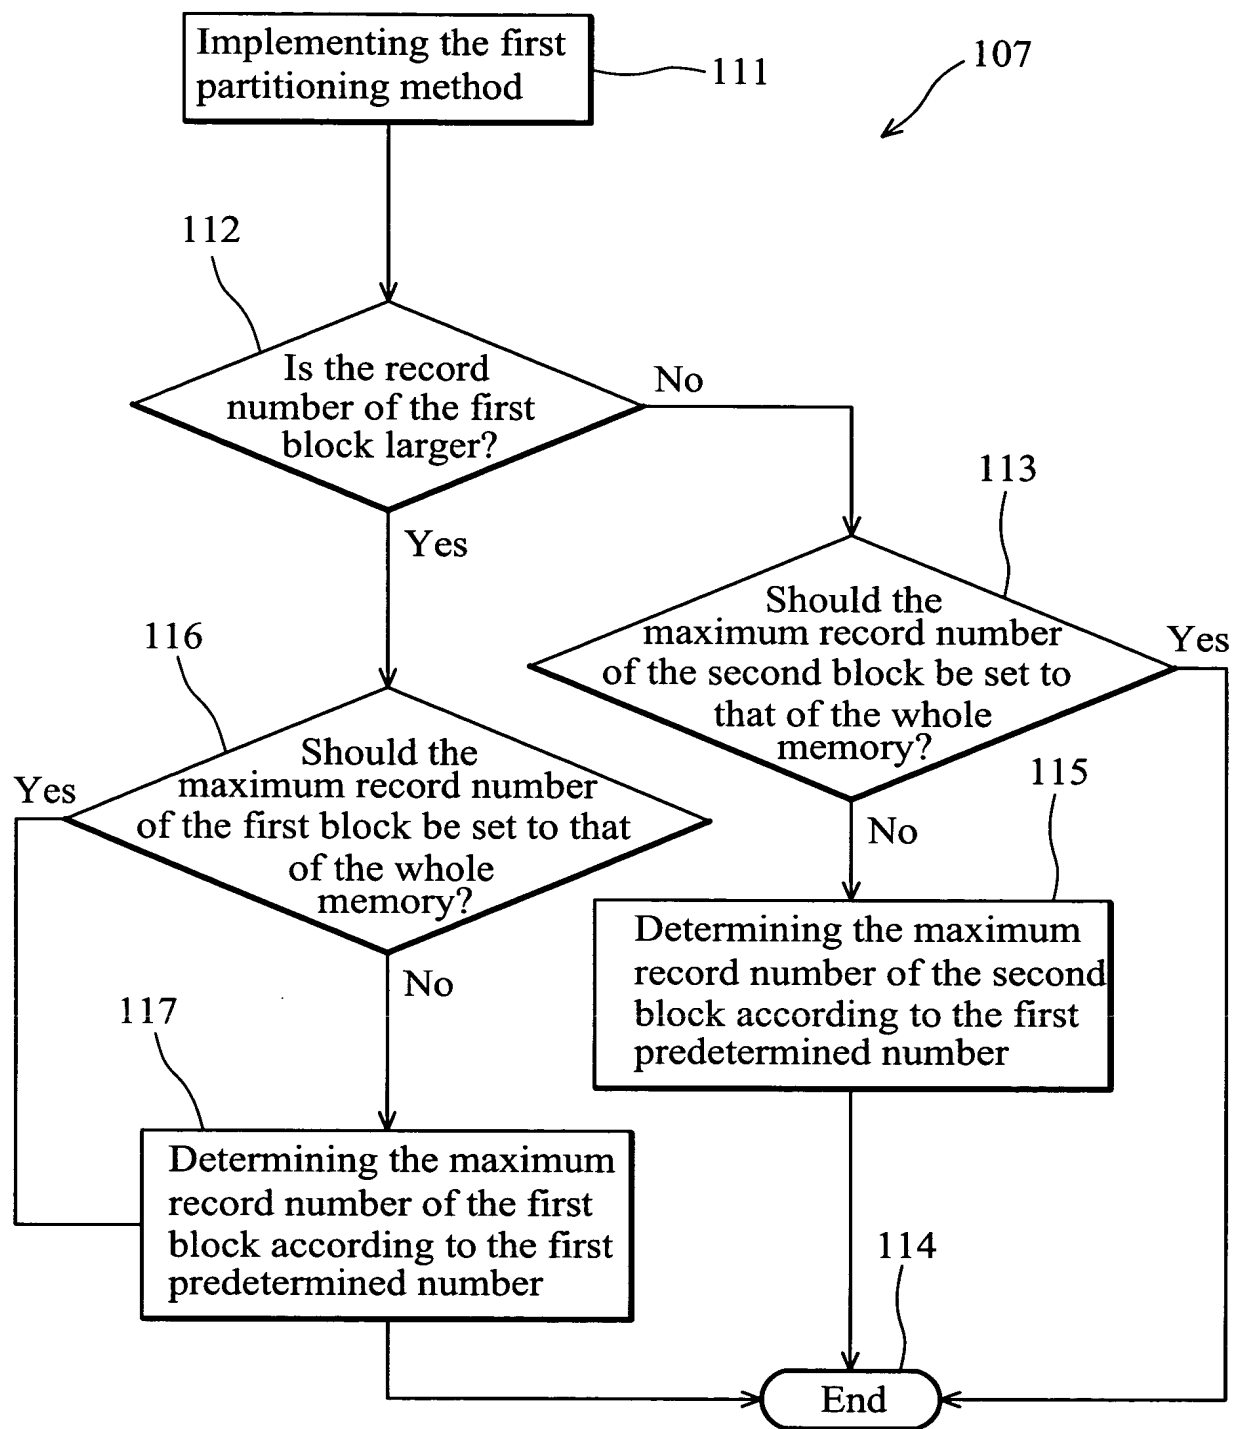 Implementing the first
partitioning method
111
107
112
Is the record
number of the first
block larger?
No
Yes
113
Should the
maximum record number
of the second block be set to
that of the whole
memory?
Yes
No
116
Should the
maximum record number
of the first block be set to that
of the whole
memory?
Yes
No
115
Determining the maximum
record number of the second
block according to the first
predetermined number
117
Determining the maximum
record number of the first
block according to the first
predetermined number
114
End